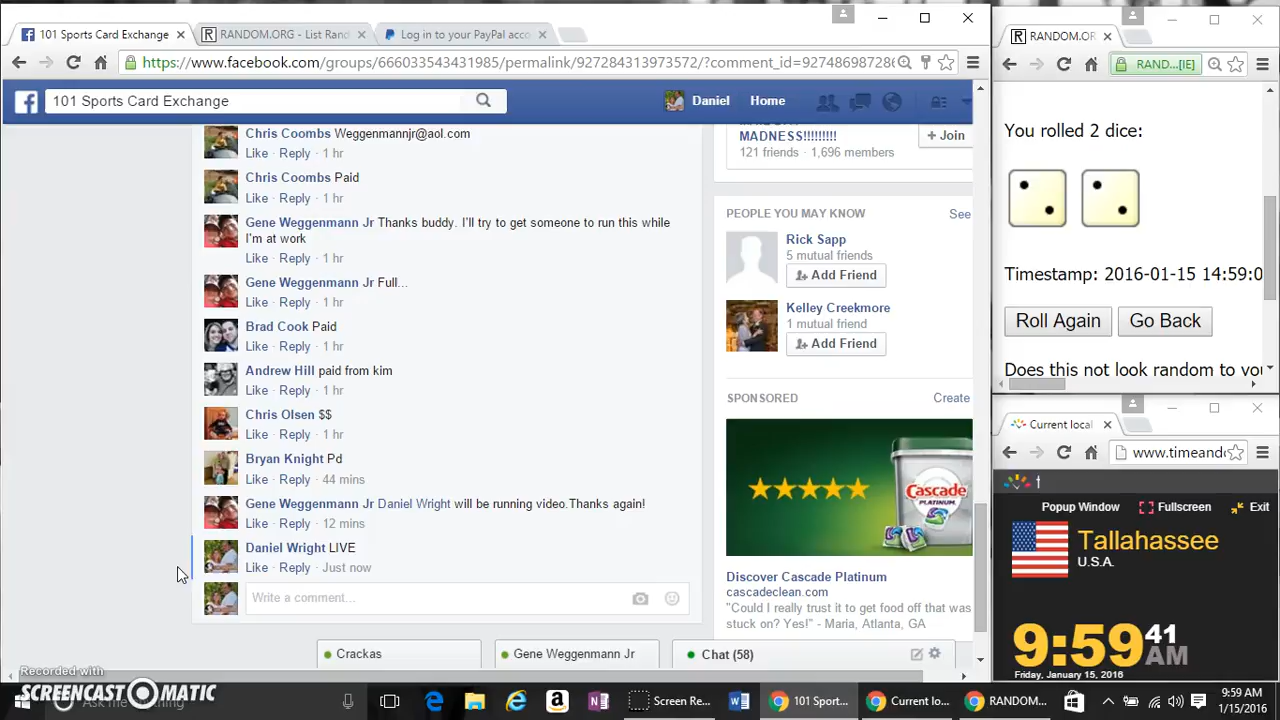 101 Sports Card Exchange
RANDOM.ORG - List Rand
Log in to your PayPal acco
https://www.facebook.com/groups/666033543431985/permalink/927284313973572/?comment_id=92748698728
101 Sports Card Exchange
Daniel
Home
Chris Coombs Weggenmannjr@aol.com
Like · Reply · 1 hr
Chris Coombs Paid
Like · Reply · 1 hr
Gene Weggenmann Jr Thanks buddy. I'll try to get someone to run this while
I'm at work
Like · Reply · 1 hr
Gene Weggenmann Jr Full...
Like · Reply · 1 hr
Brad Cook Paid
Like · Reply · 1 hr
Andrew Hill paid from kim
Like · Reply · 1 hr
Chris Olsen $$
Like · Reply · 1 hr
Bryan Knight Pd
Like · Reply · 44 mins
Gene Weggenmann Jr Daniel Wright will be running video.Thanks again!
Like · Reply · 12 mins
Daniel Wright LIVE
Like · Reply · Just now
Write a comment...
MADNESS!!!!!!!!!
121 friends · 1,696 members
+ Join
PEOPLE YOU MAY KNOW
See
Rick Sapp
5 mutual friends
Add Friend
Kelley Creekmore
1 mutual friend
Add Friend
SPONSORED
Create
Cascade
PLATINUM
Discover Cascade Platinum
cascadeclean.com
"Could I really trust it to get food off that was
stuck on? Yes!" - Maria, Atlanta, GA
Crackas
Gene Weggenmann Jr
Chat (58)
RANDOM.OR
RAND...[IE]
You rolled 2 dice:
Timestamp: 2016-01-15 14:59:0
Roll Again
Go Back
Does this not look random to yo
Current local
www.timeand
Popup Window
Fullscreen
Exit
Tallahassee
U.S.A.
9:59 41
AM
Friday, January 15, 2016
Recorded with
SCREENCAST-O-MATIC
Ask me anything
Screen Re...
101 Sport...
Current lo...
RANDOM....
9:59 AM
1/15/2016